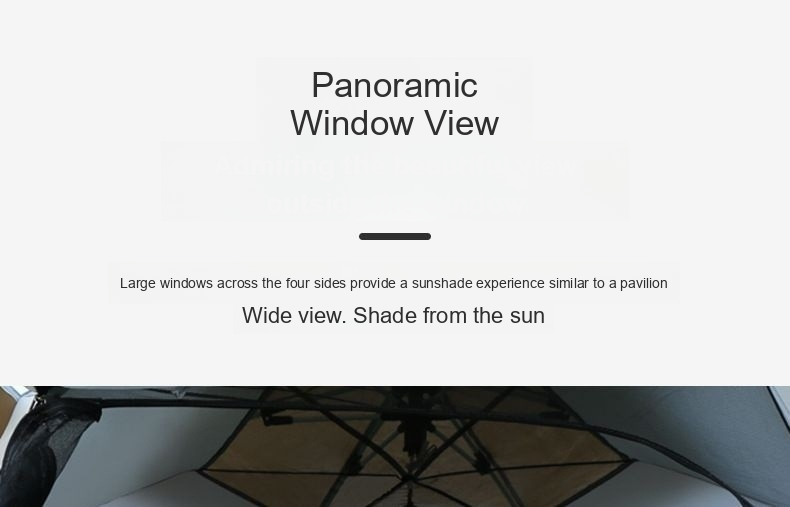 Panoramic
Window View
Large windows across the four sides provide a sunshade experience similar to a pavilion
Wide view. Shade from the sun